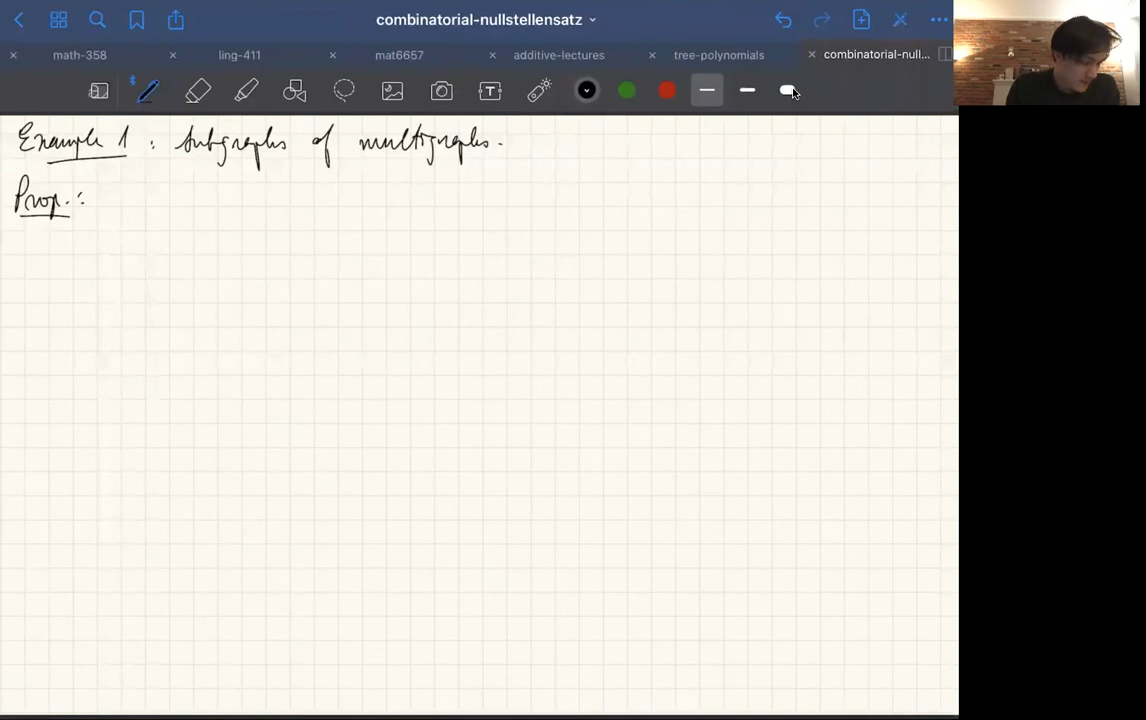 combinatorial-nullstellensatz
math-358
ling-411
mat6657
additive-lectures
tree-polynomials
combinatorial-null...
Example 1 : Subgraphs of multigraphs.
Prop. :